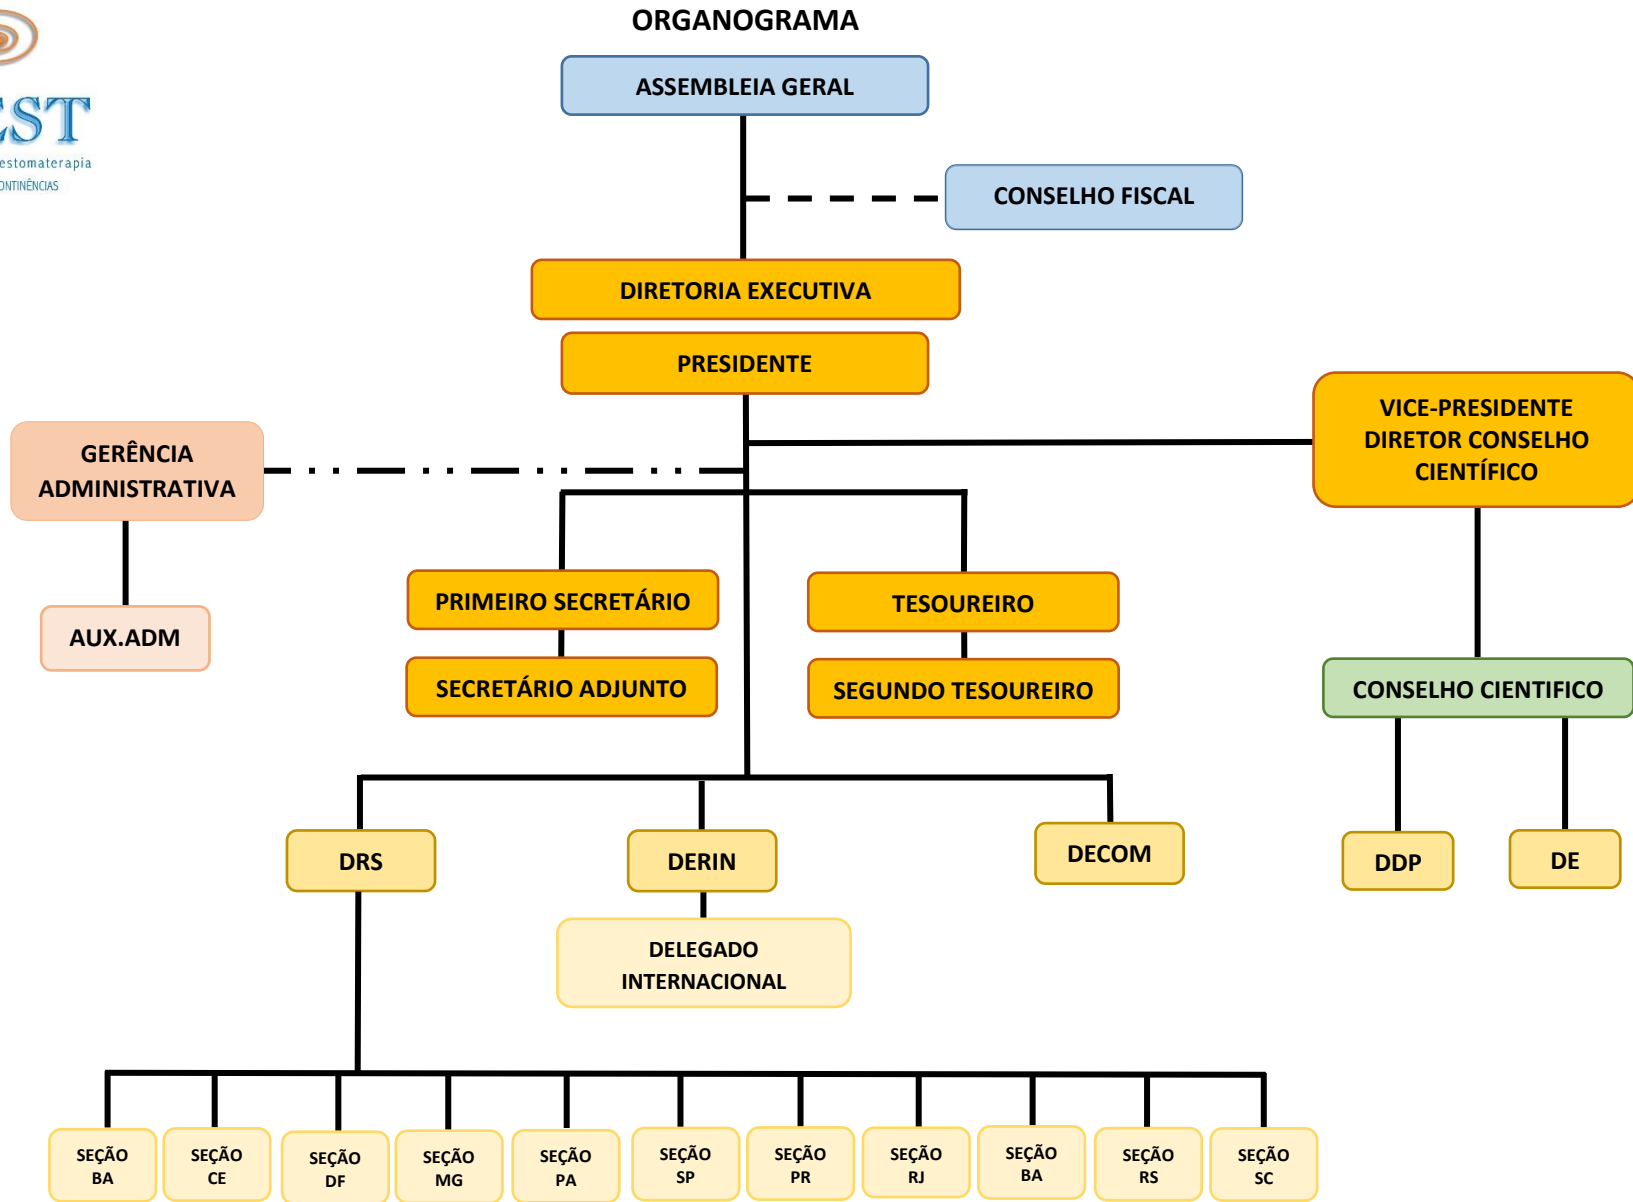 ORGANOGRAMA
EST
estomaterapia
ONTINÊNCIAS
ASSEMBLEIA GERAL
CONSELHO FISCAL
DIRETORIA EXECUTIVA
PRESIDENTE
VICE-PRESIDENTE
DIRETOR CONSELHO
CIENTÍFICO
GERÊNCIA
ADMINISTRATIVA
PRIMEIRO SECRETÁRIO
TESOUREIRO
AUX.ADM
SECRETÁRIO ADJUNTO
SEGUNDO TESOUREIRO
CONSELHO CIENTIFICO
DRS
DERIN
DECOM
DDP
DE
DELEGADO
INTERNACIONAL
SEÇÃO
BA
SEÇÃO
CE
SEÇÃO
DF
SEÇÃO
MG
SEÇÃO
PA
SEÇÃO
SP
SEÇÃO
PR
SEÇÃO
RJ
SEÇÃO
BA
SEÇÃO
RS
SEÇÃO
SC